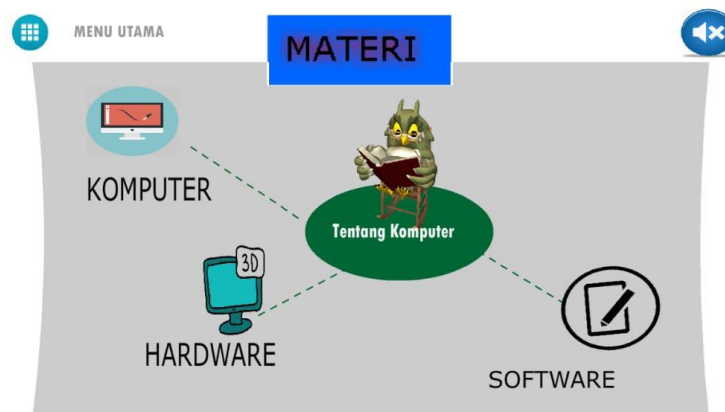 MENU UTAMA
MATERI
KOMPUTER
Tentang Komputer
3D
HARDWARE
SOFTWARE